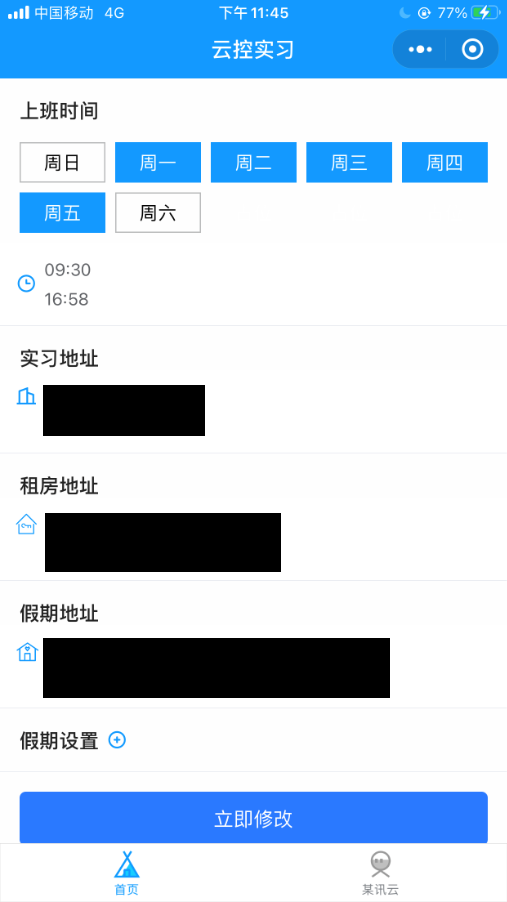 中国移动 4G 下午11:45 77%
云控实习
上班时间
周日 周一 周二 周三 周四
周五 周六
09:30
16:58
实习地址
租房地址
假期地址
假期设置
立即修改
首页 某讯云